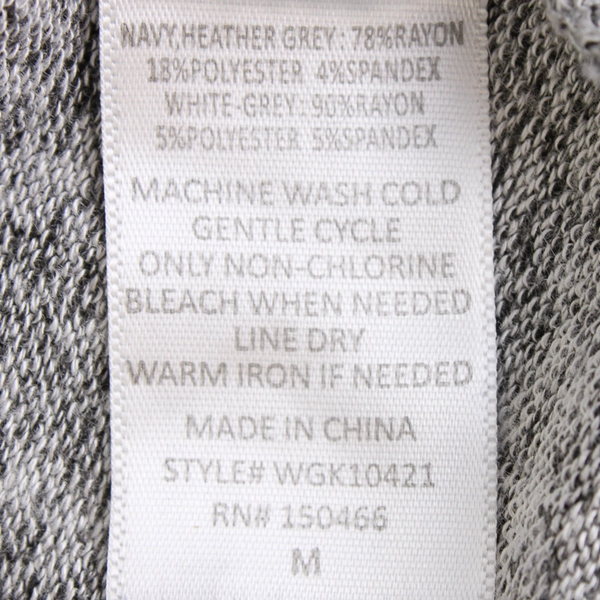 NAVY,HEATHER GREY: 78%RAYON
18%POLYESTER 4%SPANDEX
WHITE-GREY: 90%RAYON
5%POLYESTER 5%SPANDEX
MACHINE WASH COLD
GENTLE CYCLE
ONLY NON-CHLORINE
BLEACH WHEN NEEDED
LINE DRY
WARM IRON IF NEEDED
MADE IN CHINA
STYLE# WGK10421
RN# 150466
M